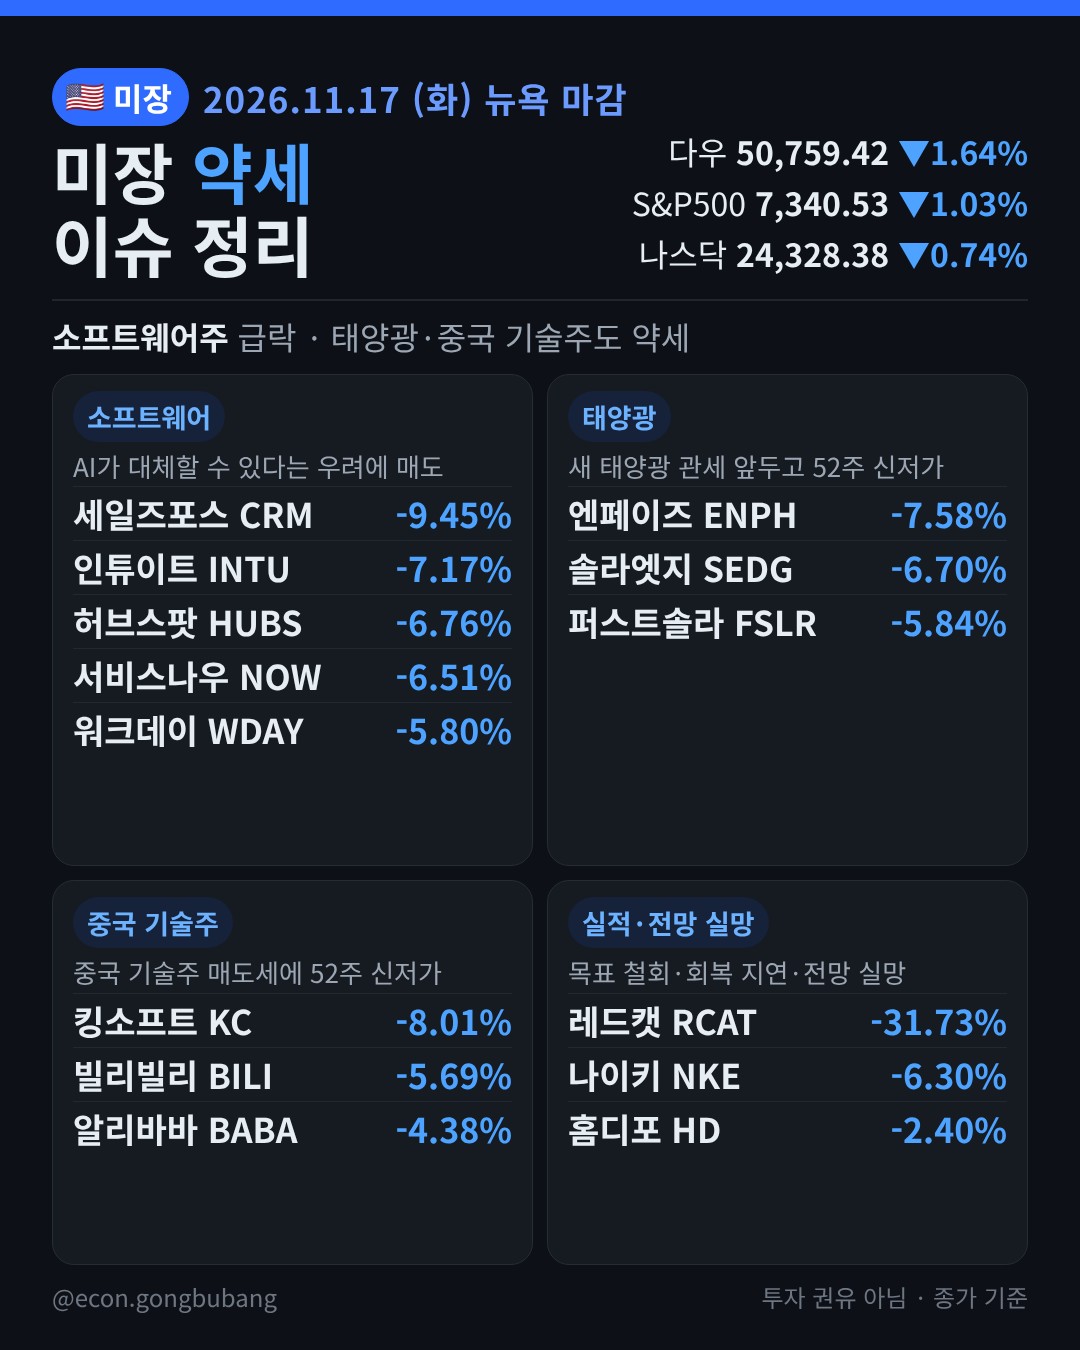 🇺🇸 미장 2026.11.17 (화) 뉴욕 마감
미장 약세
이슈 정리
다우 50,759.42 ▼1.64%
S&P500 7,340.53 ▼1.03%
나스닥 24,328.38 ▼0.74%
소프트웨어주 급락 · 태양광·중국 기술주도 약세
소프트웨어
AI가 대체할 수 있다는 우려에 매도
세일즈포스 CRM -9.45%
인튜이트 INTU -7.17%
허브스팟 HUBS -6.76%
서비스나우 NOW -6.51%
워크데이 WDAY -5.80%
태양광
새 태양광 관세 앞두고 52주 신저가
엔페이즈 ENPH -7.58%
솔라엣지 SEDG -6.70%
퍼스트솔라 FSLR -5.84%
중국 기술주
중국 기술주 매도세에 52주 신저가
킹소프트 KC -8.01%
빌리빌리 BILI -5.69%
알리바바 BABA -4.38%
실적·전망 실망
목표 철회·회복 지연·전망 실망
레드캣 RCAT -31.73%
나이키 NKE -6.30%
홈디포 HD -2.40%
@econ.gongbubang
투자 권유 아님 · 종가 기준